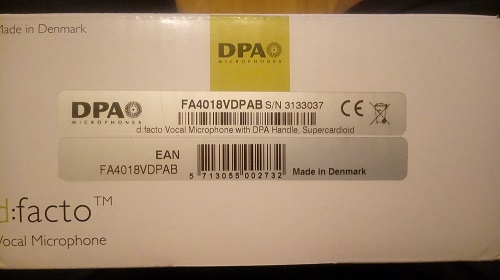 Made in Denmark
DPA
MICROPHONES
DPA
MICROPHONES
FA4018VDPAB S/N 3133037
CE
d:facto Vocal Microphone with DPA Handle, Supercardioid
EAN
FA4018VDPAB
5 713055 002732
Made in Denmark
d:facto™
Vocal Microphone